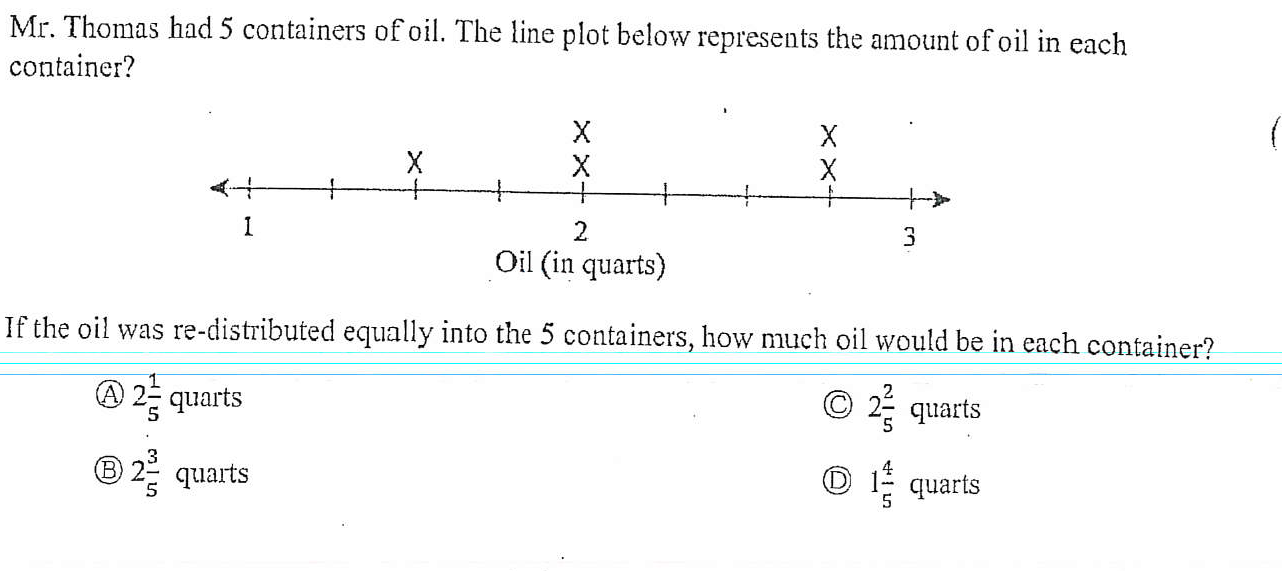 Mr. Thomas had 5 containers of oil. The line plot below represents the amount of oil in each
container?
X X
X X X
1 2 3
Oil (in quarts)
If the oil was re-distributed equally into the 5 containers, how much oil would be in each container?
Ⓐ 2 1/5 quarts Ⓒ 2 2/5 quarts
Ⓑ 2 3/5 quarts Ⓓ 1 4/5 quarts